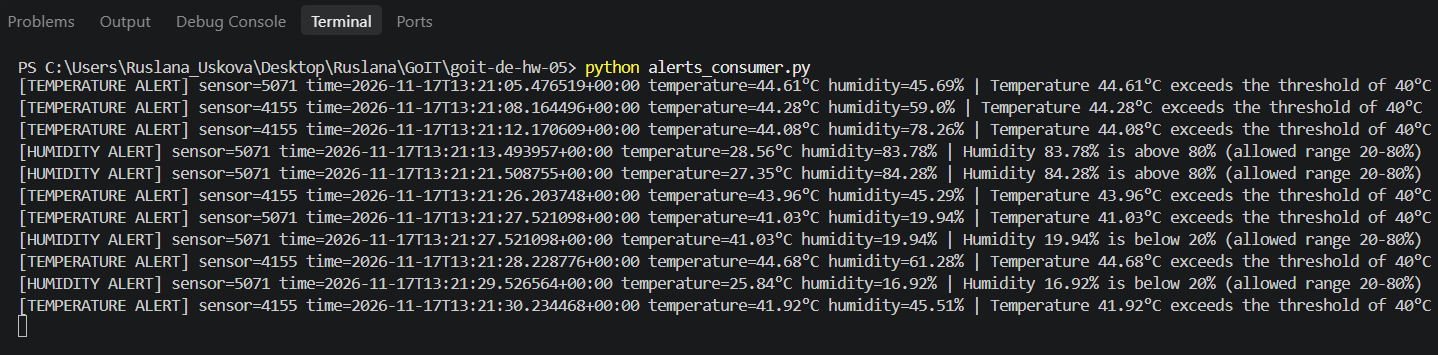 Problems Output Debug Console Terminal Ports
PS C:\Users\Ruslana_Uskova\Desktop\Ruslana\GoIT\goit-de-hw-05> python alerts_consumer.py
[TEMPERATURE ALERT] sensor=5071 time=2026-11-17T13:21:05.476519+00:00 temperature=44.61°C humidity=45.69% | Temperature 44.61°C exceeds the threshold of 40°C
[TEMPERATURE ALERT] sensor=4155 time=2026-11-17T13:21:08.164496+00:00 temperature=44.28°C humidity=59.0% | Temperature 44.28°C exceeds the threshold of 40°C
[TEMPERATURE ALERT] sensor=4155 time=2026-11-17T13:21:12.170609+00:00 temperature=44.08°C humidity=78.26% | Temperature 44.08°C exceeds the threshold of 40°C
[HUMIDITY ALERT] sensor=5071 time=2026-11-17T13:21:13.493957+00:00 temperature=28.56°C humidity=83.78% | Humidity 83.78% is above 80% (allowed range 20-80%)
[HUMIDITY ALERT] sensor=5071 time=2026-11-17T13:21:21.508755+00:00 temperature=27.35°C humidity=84.28% | Humidity 84.28% is above 80% (allowed range 20-80%)
[TEMPERATURE ALERT] sensor=4155 time=2026-11-17T13:21:26.203748+00:00 temperature=43.96°C humidity=45.29% | Temperature 43.96°C exceeds the threshold of 40°C
[TEMPERATURE ALERT] sensor=5071 time=2026-11-17T13:21:27.521098+00:00 temperature=41.03°C humidity=19.94% | Temperature 41.03°C exceeds the threshold of 40°C
[HUMIDITY ALERT] sensor=5071 time=2026-11-17T13:21:27.521098+00:00 temperature=41.03°C humidity=19.94% | Humidity 19.94% is below 20% (allowed range 20-80%)
[TEMPERATURE ALERT] sensor=4155 time=2026-11-17T13:21:28.228776+00:00 temperature=44.68°C humidity=61.28% | Temperature 44.68°C exceeds the threshold of 40°C
[HUMIDITY ALERT] sensor=5071 time=2026-11-17T13:21:29.526564+00:00 temperature=25.84°C humidity=16.92% | Humidity 16.92% is below 20% (allowed range 20-80%)
[TEMPERATURE ALERT] sensor=4155 time=2026-11-17T13:21:30.234468+00:00 temperature=41.92°C humidity=45.51% | Temperature 41.92°C exceeds the threshold of 40°C